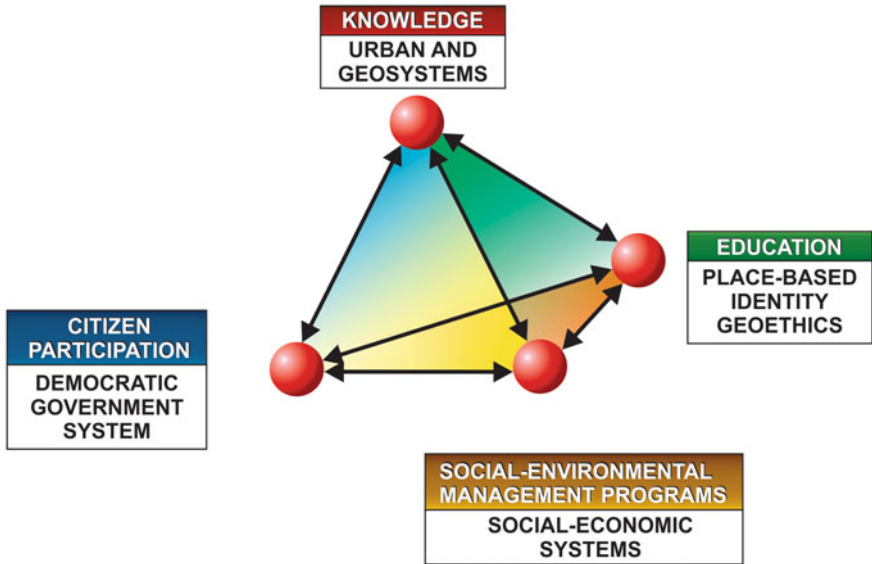 KNOWLEDGE
URBAN AND
GEOSYSTEMS
EDUCATION
PLACE-BASED
IDENTITY
GEOETHICS
CITIZEN
PARTICIPATION
DEMOCRATIC
GOVERNMENT
SYSTEM
SOCIAL-ENVIRONMENTAL
MANAGEMENT PROGRAMS
SOCIAL-ECONOMIC
SYSTEMS